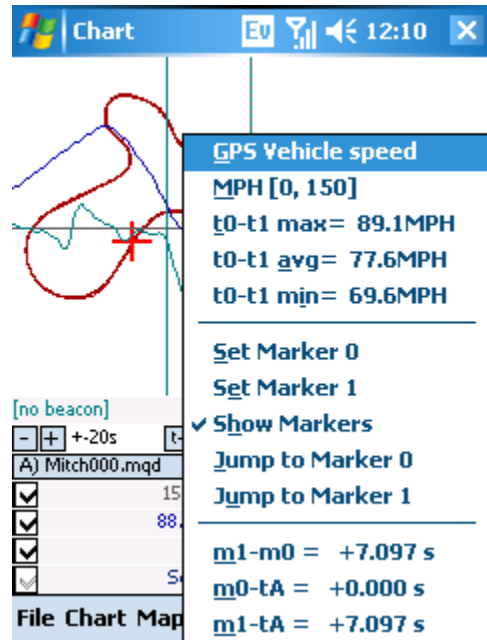 Chart Ev 12:10
GPS Vehicle speed
MPH [0, 150]
t0-t1 max= 89.1MPH
t0-t1 avg= 77.6MPH
t0-t1 min= 69.6MPH
Set Marker 0
Set Marker 1
[no beacon]
Show Markers
- + +-20s t-
Jump to Marker 0
A) Mitch000.mqd
Jump to Marker 1
15
88.
m1-m0 = +7.097 s
m0-tA = +0.000 s
File Chart Map
m1-tA = +7.097 s